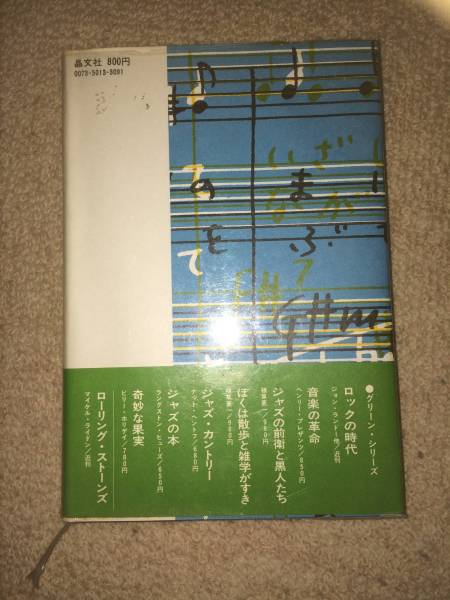 晶文社 800円
0073-5013-3091
●グリーン・シリーズ
ロックの時代
ジョン・ランドー他/近刊
音楽の革命
ヘンリー・プレザンツ/850円
ジャズの前衛と黒人たち
植草甚一/980円
ぼくは散歩と雑学がすき
植草甚一/980円
ジャズ・カントリー
ナット・ヘントフ/680円
ジャズの本
ラングストン・ヒューズ/650円
奇妙な果実
ビリー・ホリデイ/780円
ローリング・ストーンズ
マイケル・ライドン/近刊
G#m